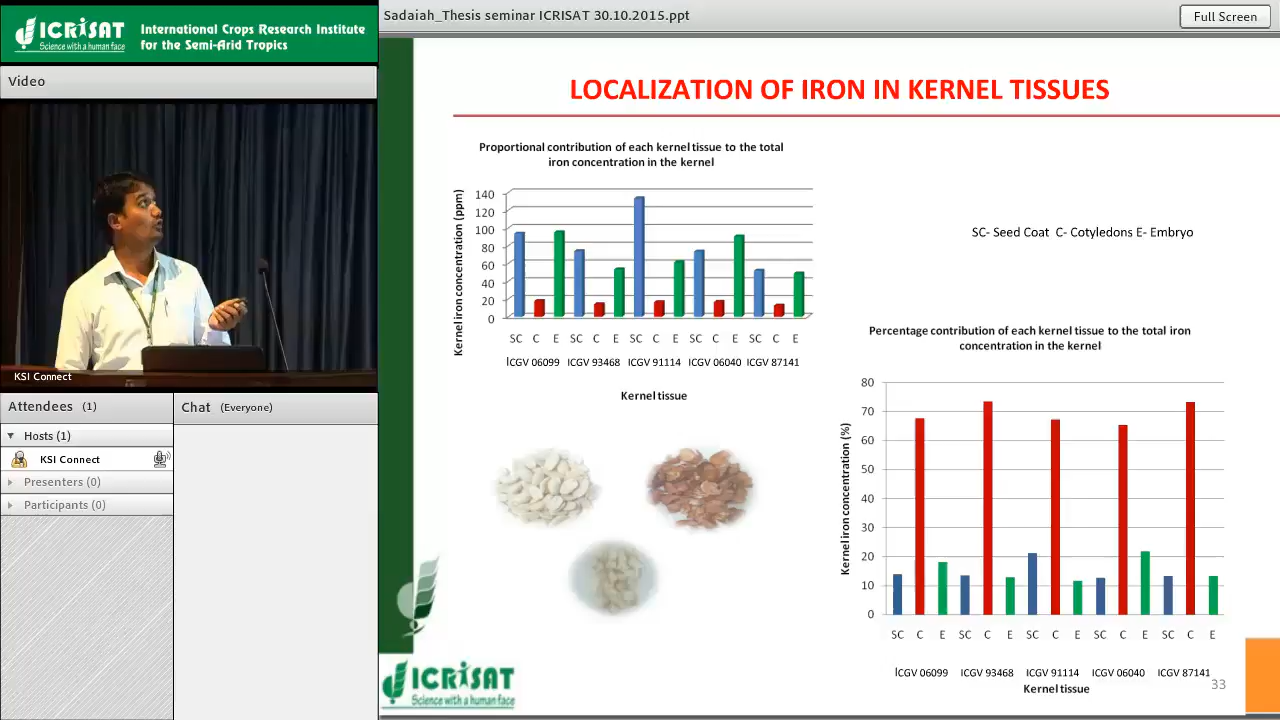 ICRISAT
Science with a human face
International Crops Research Institute
for the Semi-Arid Tropics
Sadaiah_Thesis seminar ICRISAT 30.10.2015.ppt
Full Screen
Video
KSI Connect
Attendees (1)
Hosts (1)
KSI Connect
Presenters (0)
Participants (0)
Chat (Everyone)
LOCALIZATION OF IRON IN KERNEL TISSUES
Proportional contribution of each kernel tissue to the total
iron concentration in the kernel
Kernel iron concentration (ppm)
140
120
100
80
60
40
20
0
SC C E SC C E SC C E SC C E SC C E
ICGV 06099 ICGV 93468 ICGV 91114 ICGV 06040 ICGV 87141
Kernel tissue
SC- Seed Coat C- Cotyledons E- Embryo
Percentage contribution of each kernel tissue to the total iron
concentration in the kernel
Kernel iron concentration (%)
80
70
60
50
40
30
20
10
0
SC C E SC C E SC C E SC C E SC C E
ICGV 06099 ICGV 93468 ICGV 91114 ICGV 06040 ICGV 87141
Kernel tissue
33
ICRISAT
Science with a human face